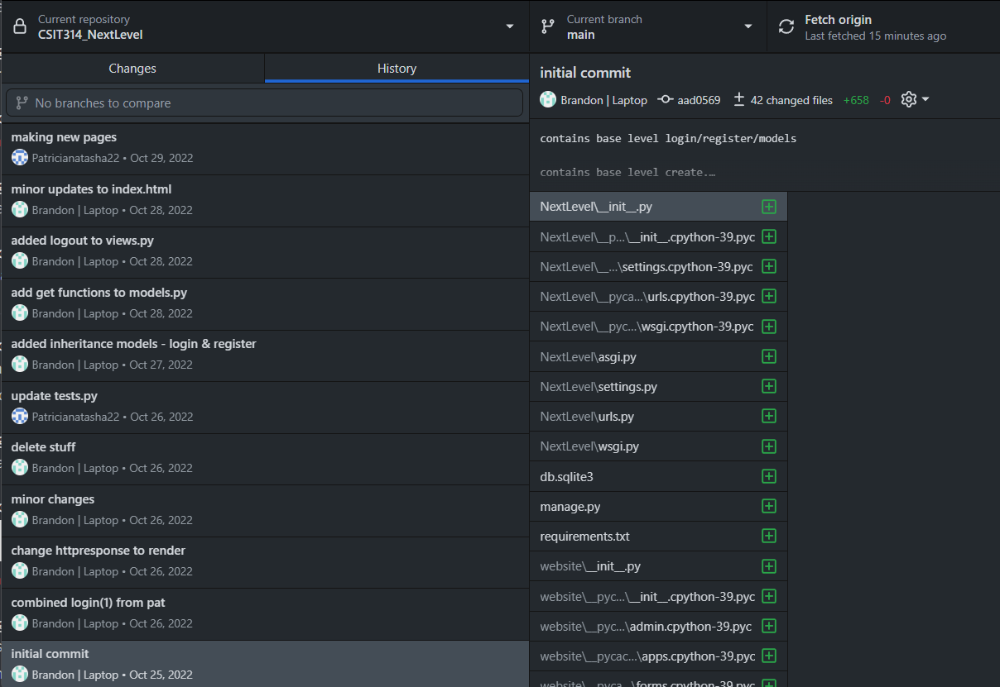 Current repository
CSIT314_NextLevel
Current branch
main
Fetch origin
Last fetched 15 minutes ago
Changes
History
No branches to compare
making new pages
Patricianatasha22 • Oct 29, 2022
minor updates to index.html
Brandon | Laptop • Oct 28, 2022
added logout to views.py
Brandon | Laptop • Oct 28, 2022
add get functions to models.py
Brandon | Laptop • Oct 28, 2022
added inheritance models - login & register
Brandon | Laptop • Oct 27, 2022
update tests.py
Patricianatasha22 • Oct 26, 2022
delete stuff
Brandon | Laptop • Oct 26, 2022
minor changes
Brandon | Laptop • Oct 26, 2022
change httpresponse to render
Brandon | Laptop • Oct 26, 2022
combined login(1) from pat
Brandon | Laptop • Oct 26, 2022
initial commit
Brandon | Laptop • Oct 25, 2022
initial commit
Brandon | Laptop aad0569 42 changed files +658 -0
contains base level login/register/models
contains base level create.…
NextLevel\__init__.py
NextLevel\__p...\__init__.cpython-39.pyc
NextLevel\__...\settings.cpython-39.pyc
NextLevel\__pyca...\urls.cpython-39.pyc
NextLevel\__pyc...\wsgi.cpython-39.pyc
NextLevel\asgi.py
NextLevel\settings.py
NextLevel\urls.py
NextLevel\wsgi.py
db.sqlite3
manage.py
requirements.txt
website\__init__.py
website\__pyc...\__init__.cpython-39.pyc
website\__pyc...\admin.cpython-39.pyc
website\__pycac...\apps.cpython-39.pyc
website\__pyca...\forms.cpython-39.pyc